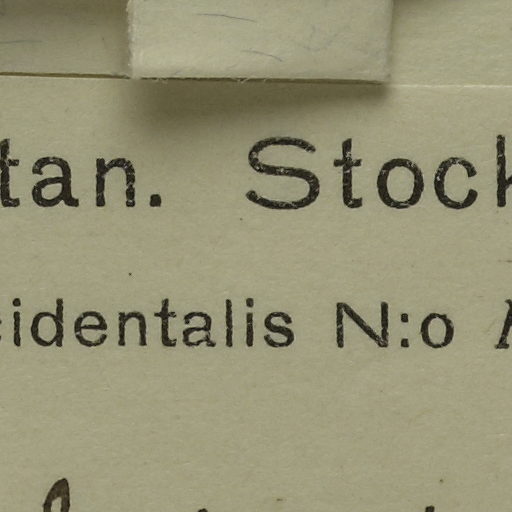 tan. Stock
cidentalis N:o